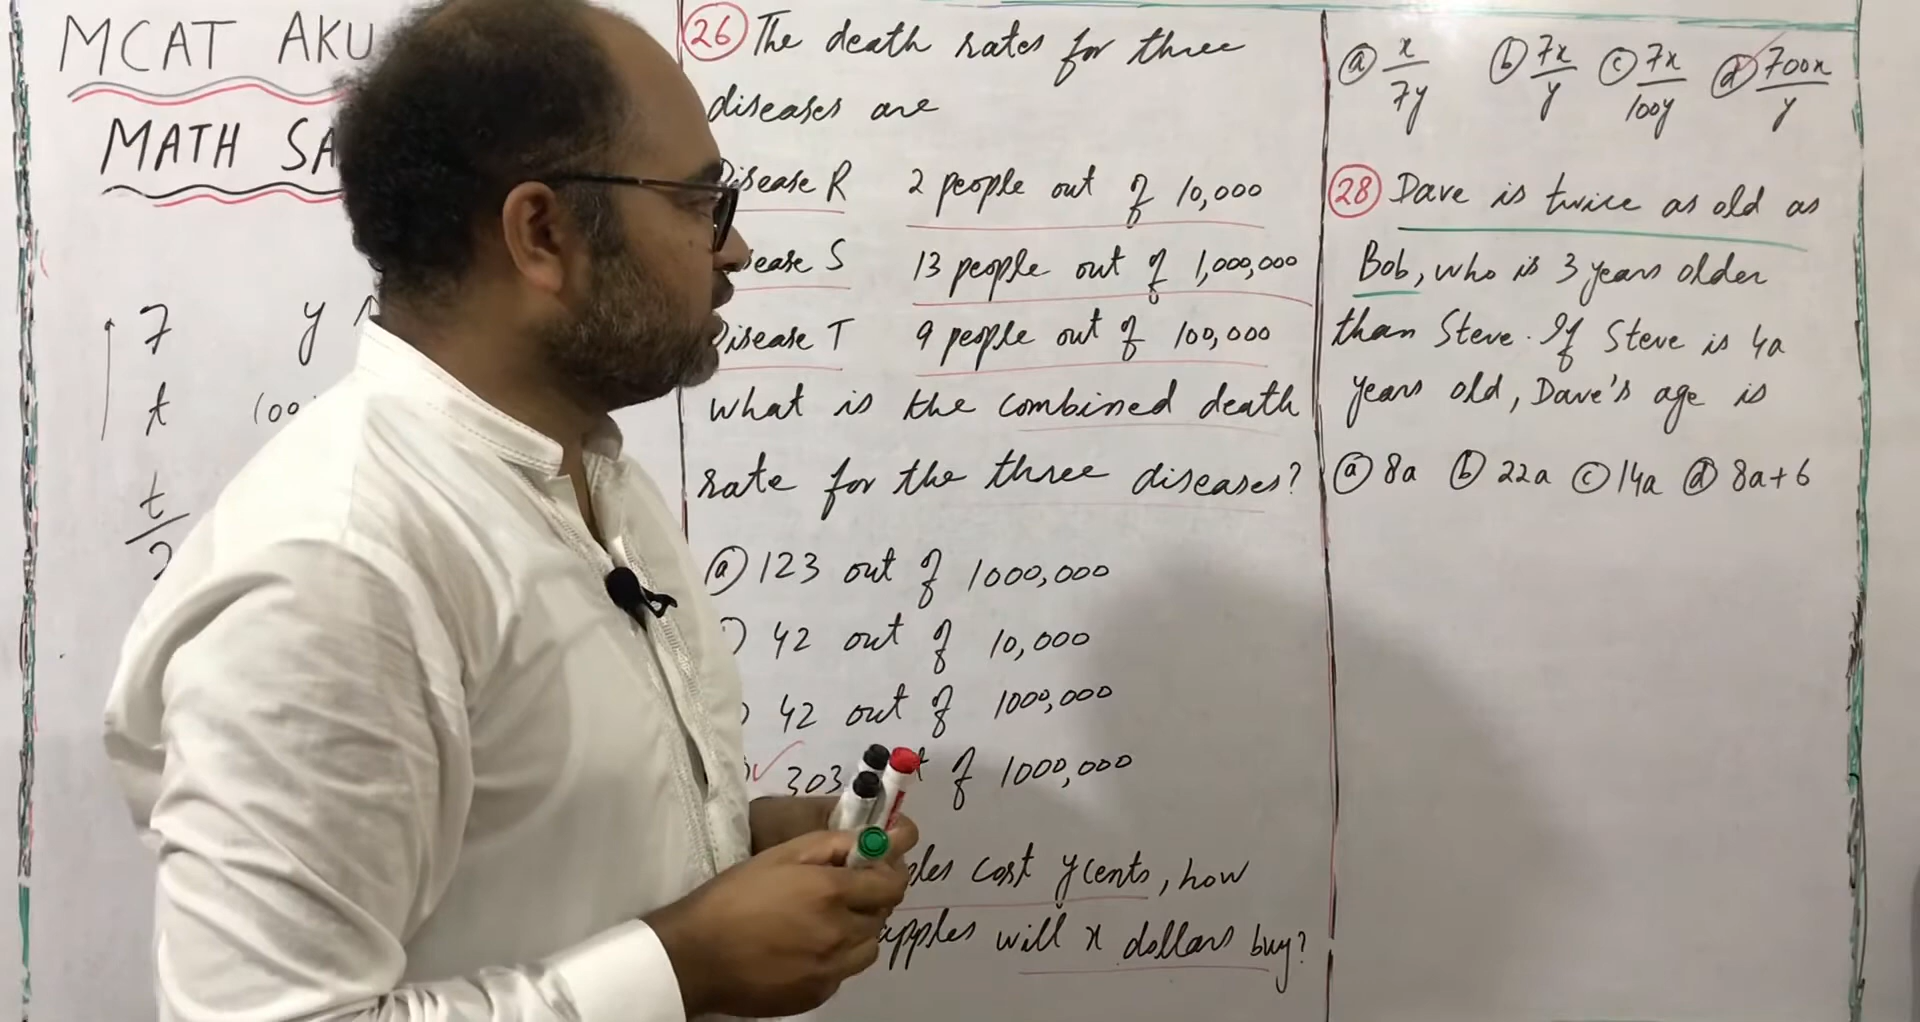 MCAT AKU
MATH SA
7 y
t 100
t
2
26 The death rates for three
diseases are
Disease R 2 people out of 10,000
Disease S 13 people out of 1,000,000
Disease T 9 people out of 100,000
what is the combined death
rate for the three diseases?
(a) 123 out of 1000,000
42 out of 10,000
42 out of 1000,000
303 of 1000,000
cost y cents, how
apples will x dollars buy?
(a) x/7y (b) 7x/y (c) 7x/100y (d) 700x/y
28 Dave is twice as old as
Bob, who is 3 years older
than Steve. If Steve is 4a
years old, Dave's age is
(a) 8a (b) 22a (c) 14a (d) 8a+6